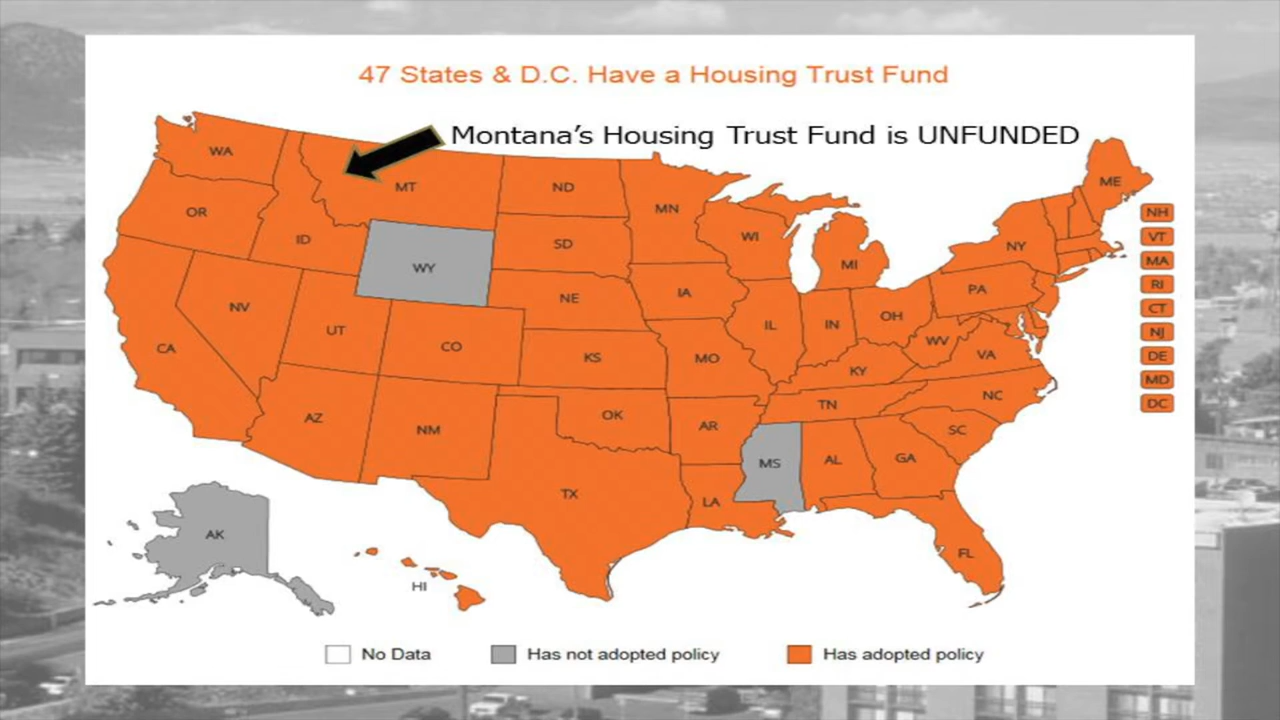 47 States & D.C. Have a Housing Trust Fund
Montana's Housing Trust Fund is UNFUNDED
WA
MT
ND
MN
ME
OR
ID
SD
WI
NY
NH
VT
MA
RI
CT
NJ
DE
MD
DC
WY
MI
NV
NE
IA
PA
UT
CO
IL
IN
OH
CA
KS
MO
WV
VA
KY
AZ
NM
OK
AR
TN
NC
SC
MS
AL
GA
TX
LA
AK
FL
HI
No Data
Has not adopted policy
Has adopted policy